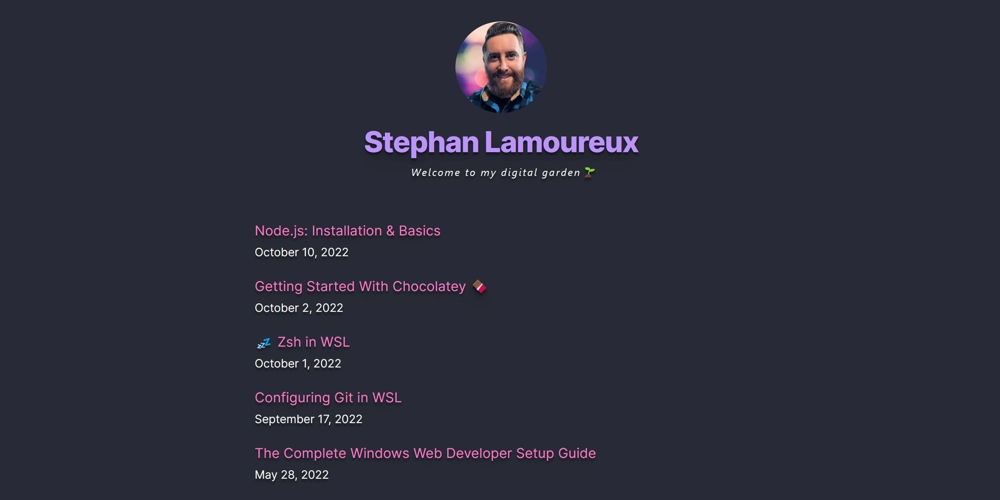 Stephan Lamoureux
Welcome to my digital garden 🌱
Node.js: Installation & Basics
October 10, 2022
Getting Started With Chocolatey 🍫
October 2, 2022
💤 Zsh in WSL
October 1, 2022
Configuring Git in WSL
September 17, 2022
The Complete Windows Web Developer Setup Guide
May 28, 2022